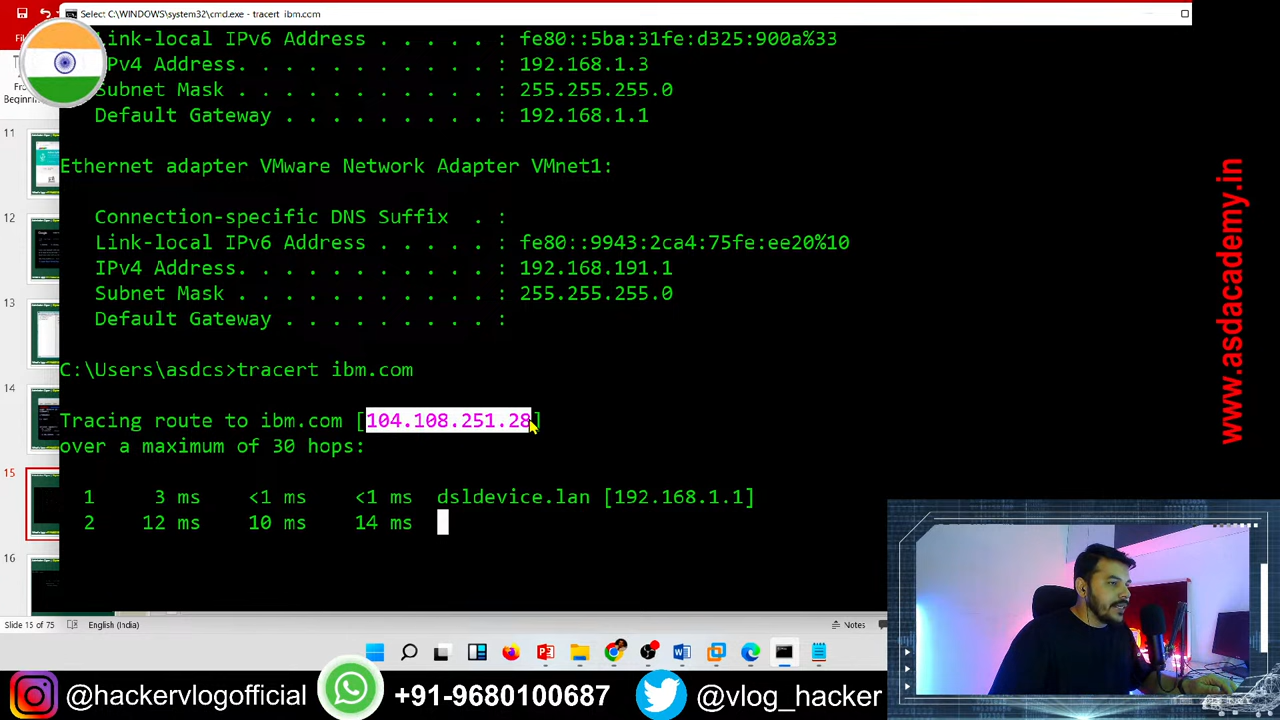 Select C:\WINDOWS\system32\cmd.exe - tracert ibm.com
Link-local IPv6 Address . . . . . : fe80::5ba:31fe:d325:900a%33
IPv4 Address. . . . . . . . . . . : 192.168.1.3
Subnet Mask . . . . . . . . . . . : 255.255.255.0
Default Gateway . . . . . . . . . : 192.168.1.1
Ethernet adapter VMware Network Adapter VMnet1:
Connection-specific DNS Suffix . :
Link-local IPv6 Address . . . . . : fe80::9943:2ca4:75fe:ee20%10
IPv4 Address. . . . . . . . . . . : 192.168.191.1
Subnet Mask . . . . . . . . . . . : 255.255.255.0
Default Gateway . . . . . . . . . :
C:\Users\asdcs>tracert ibm.com
Tracing route to ibm.com [104.108.251.28]
over a maximum of 30 hops:
1 3 ms <1 ms <1 ms dsldevice.lan [192.168.1.1]
2 12 ms 10 ms 14 ms
www.asdacademy.in
11
12
13
14
15
16
Slide 15 of 75
English (India)
Notes
@hackervlogofficial
+91-9680100687
@vlog_hacker